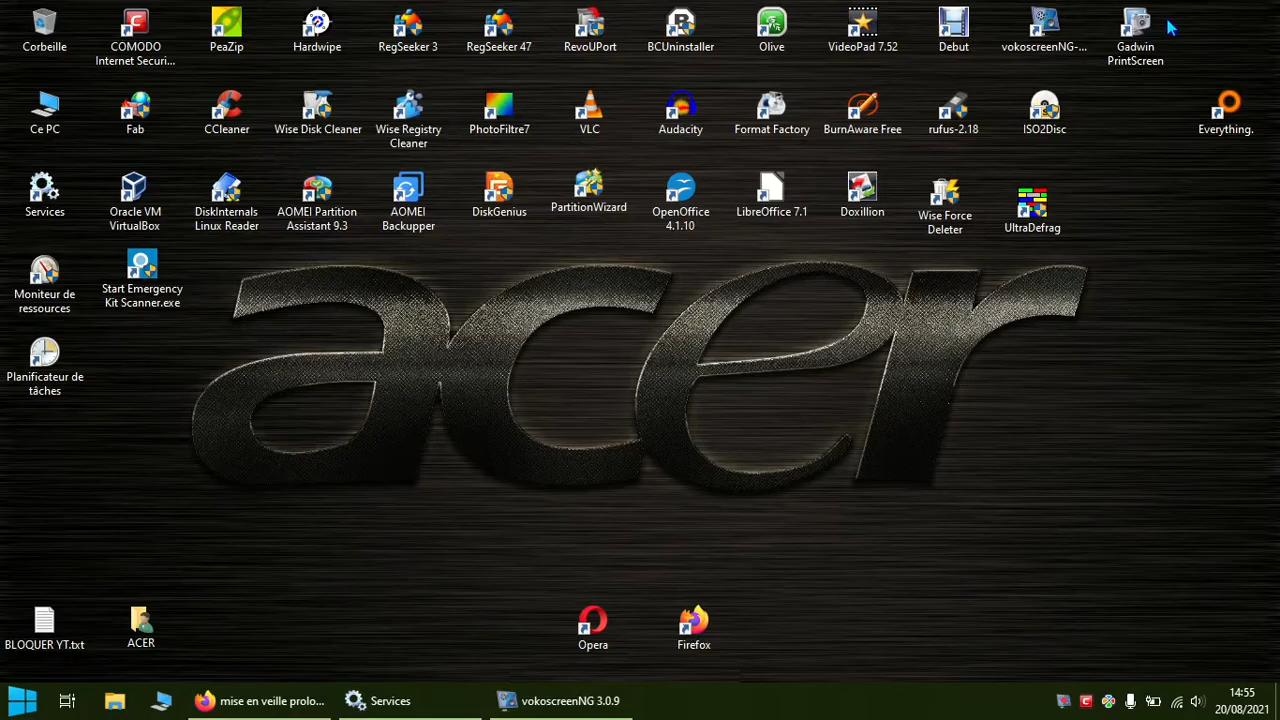 Corbeille
COMODO
Internet Securi...
PeaZip
Hardwipe
RegSeeker 3
RegSeeker 47
RevoUPort
BCUninstaller
Olive
VideoPad 7.52
Debut
vokoscreenNG-...
Gadwin
PrintScreen
Ce PC
Fab
CCleaner
Wise Disk Cleaner
Wise Registry
Cleaner
PhotoFiltre7
VLC
Audacity
Format Factory
BurnAware Free
rufus-2.18
ISO2Disc
Everything.
Services
Oracle VM
VirtualBox
DiskInternals
Linux Reader
AOMEI Partition
Assistant 9.3
AOMEI
Backupper
DiskGenius
PartitionWizard
OpenOffice
4.1.10
LibreOffice 7.1
Doxillion
Wise Force
Deleter
UltraDefrag
Moniteur de
ressources
Start Emergency
Kit Scanner.exe
Planificateur de
tâches
acer
BLOQUER YT.txt
ACER
Opera
Firefox
mise en veille prolo...
Services
vokoscreenNG 3.0.9
14:55
20/08/2021